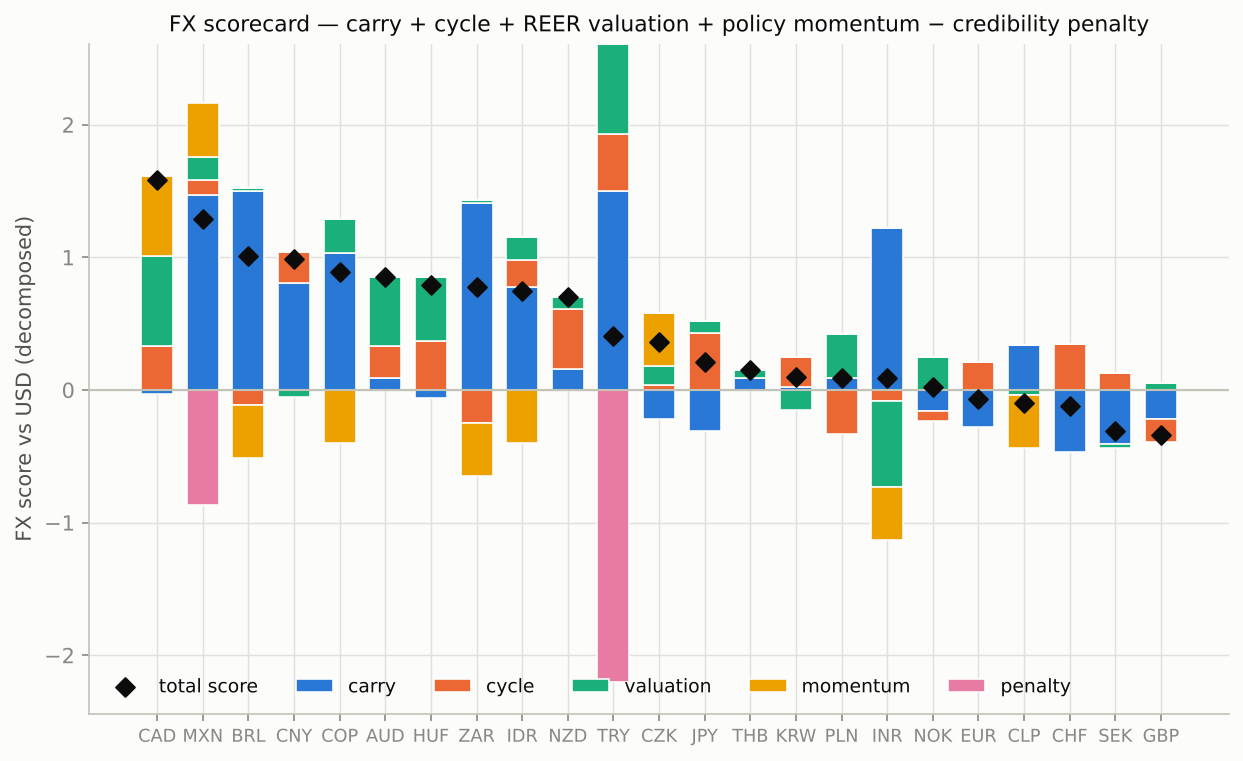 FX scorecard — carry + cycle + REER valuation + policy momentum − credibility penalty
FX score vs USD (decomposed)
2
1
0
−1
−2
total score carry cycle valuation momentum penalty
CAD MXN BRL CNY COP AUD HUF ZAR IDR NZD TRY CZK JPY THB KRW PLN INR NOK EUR CLP CHF SEK GBP